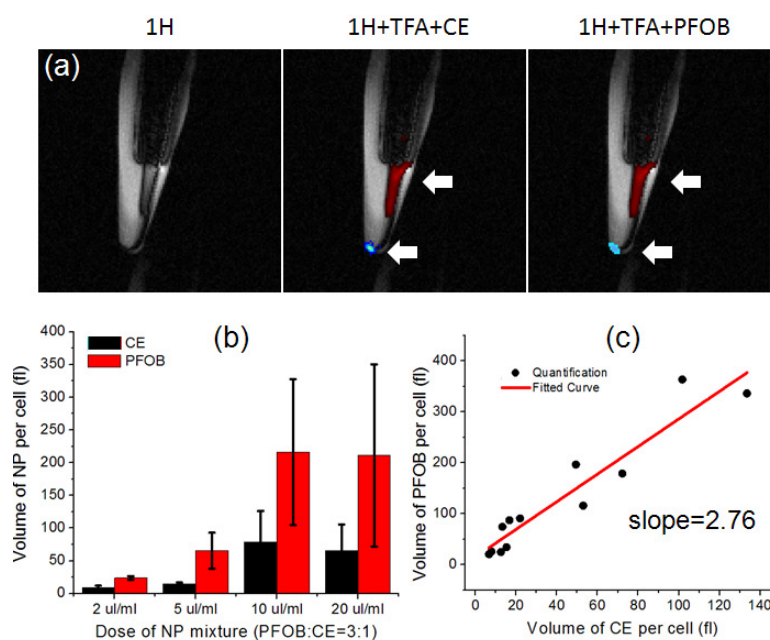 1H
1H+TFA+CE
1H+TFA+PFOB
(a)
(b)
CE
PFOB
Volume of NP per cell (fl)
400
350
300
250
200
150
100
50
0
2 ul/ml
5 ul/ml
10 ul/ml
20 ul/ml
Dose of NP mixture (PFOB:CE=3:1)
(c)
Quantification
Fitted Curve
slope=2.76
Volume of PFOB per cell (fl)
400
300
200
100
0
0
20
40
60
80
100
120
140
Volume of CE per cell (fl)